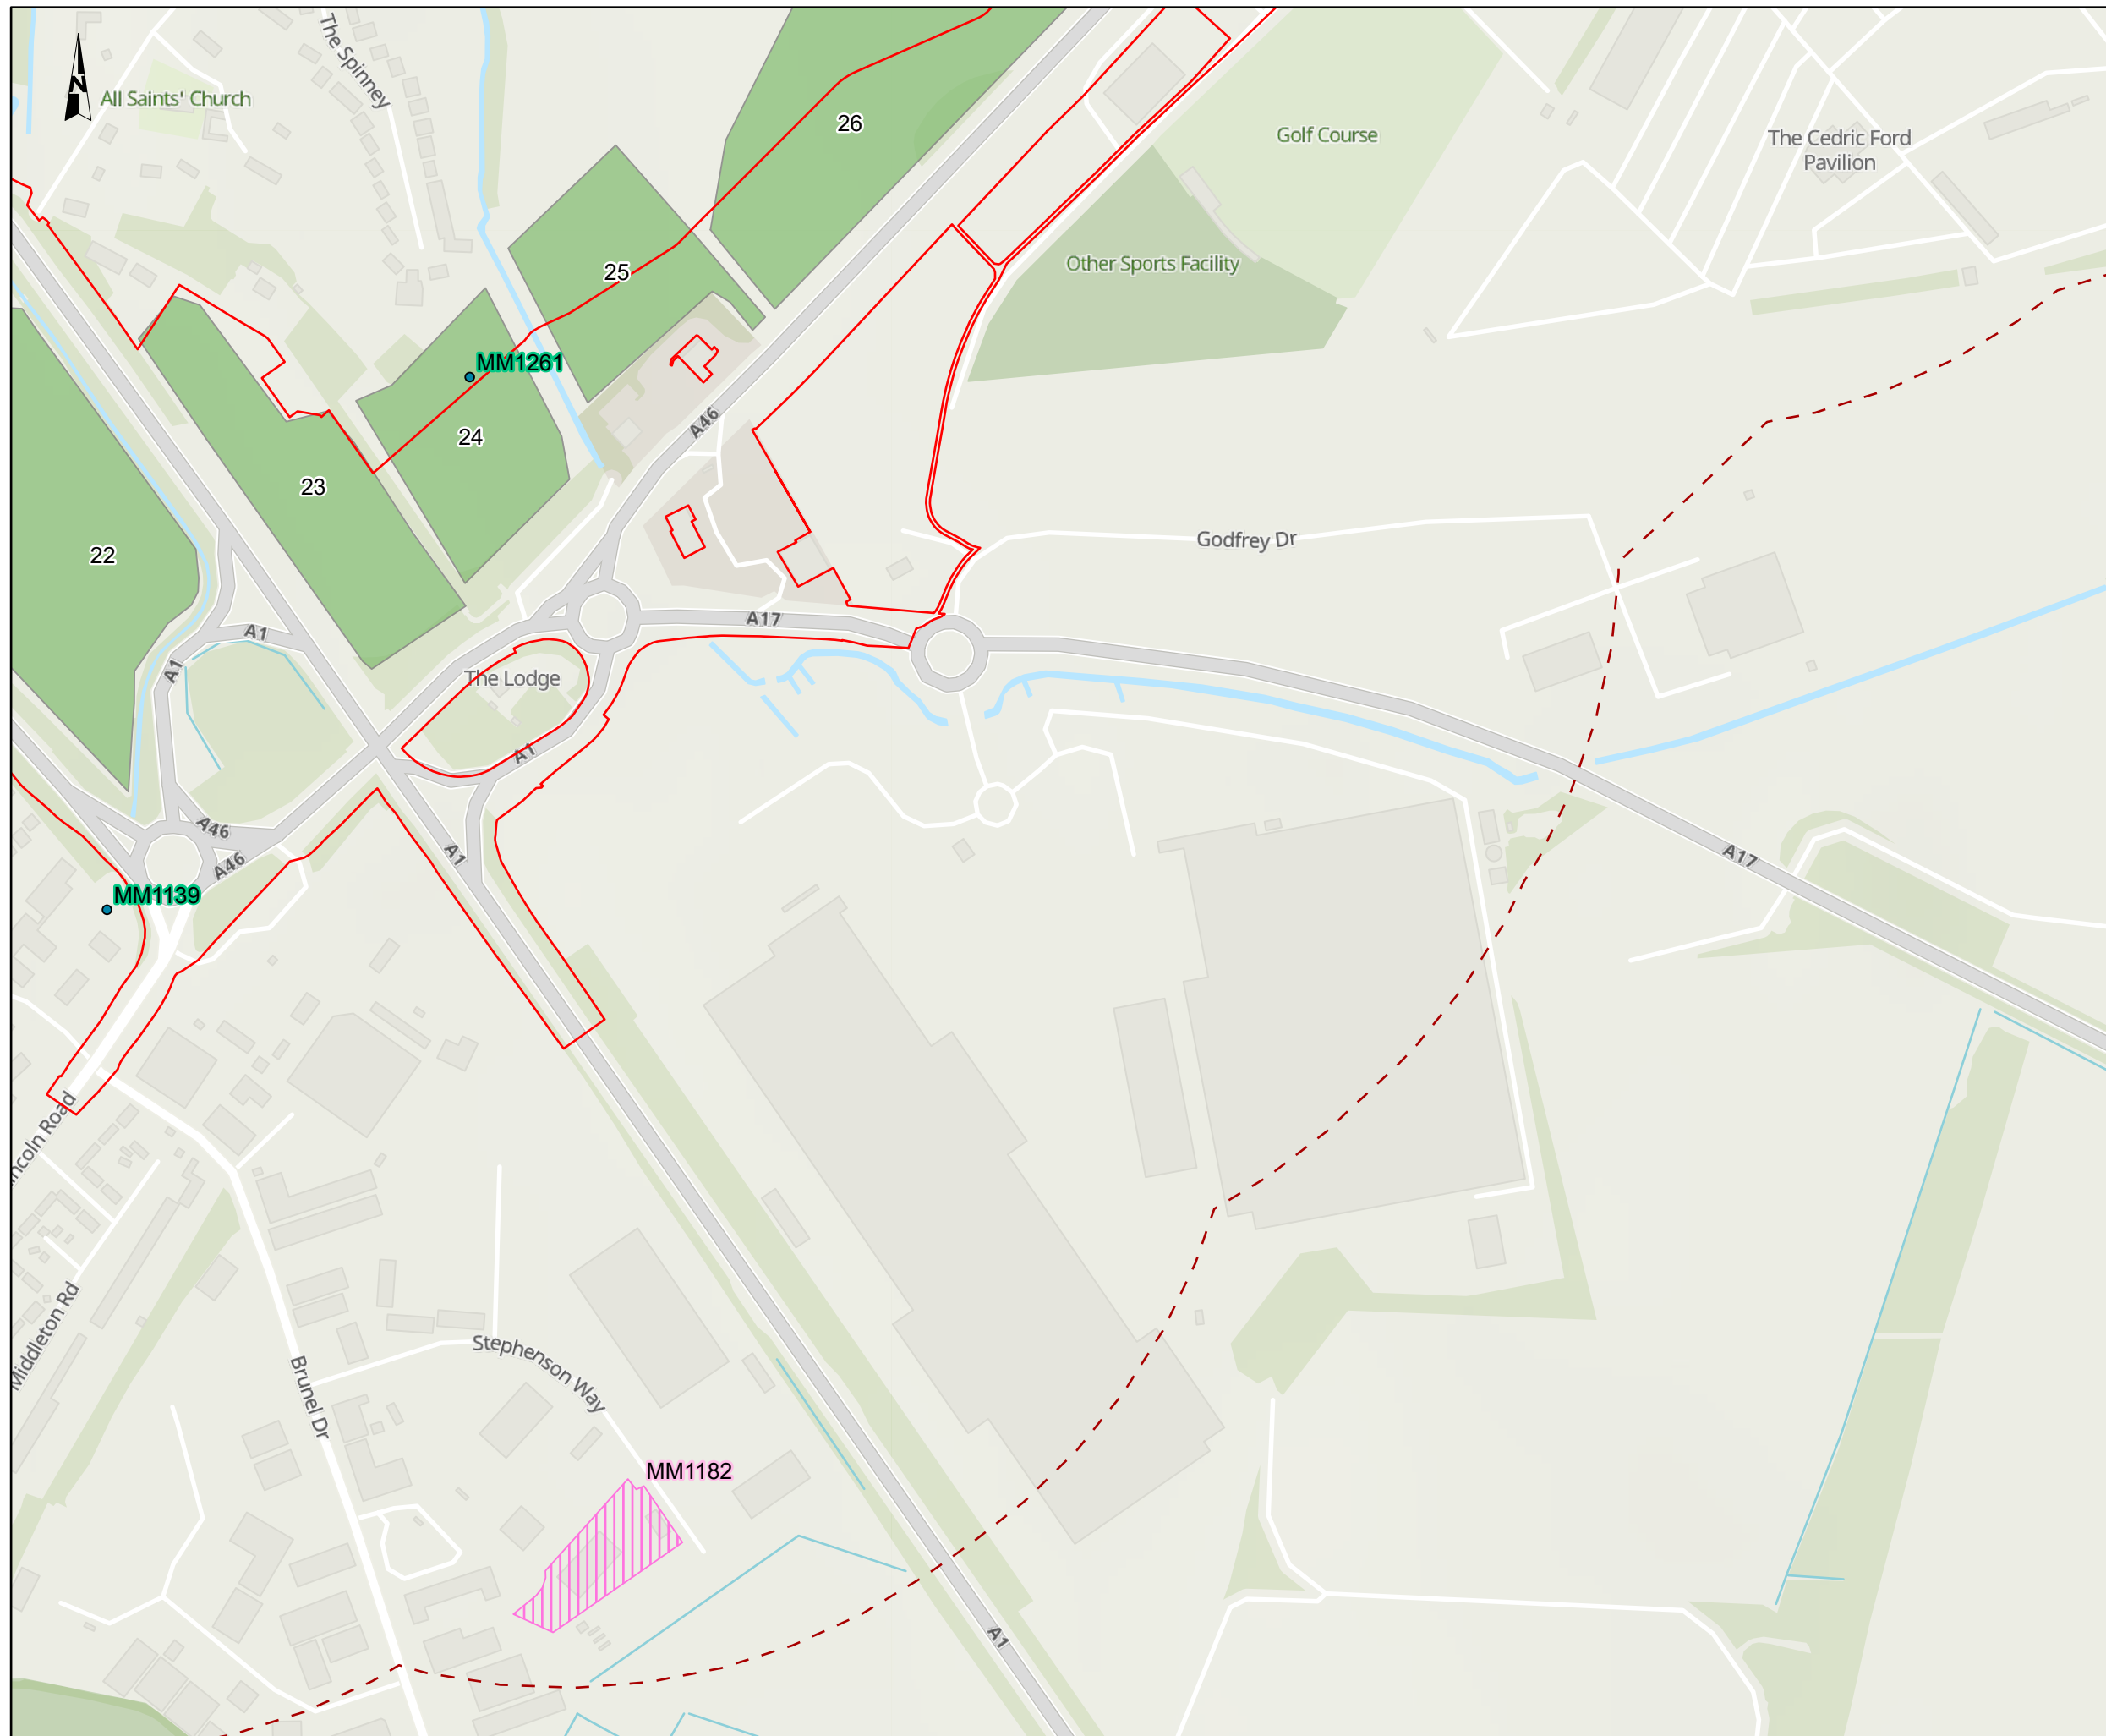 The Spinney
N
All Saints' Church
26
Golf Course
The Cedric Ford
Pavilion
25
Other Sports Facility
MM1261
A46
24
23
22
Godfrey Dr
A17
A1
A1
The Lodge
A1
A46
A46
A1
A17
MM1139
incoln Road
Middleton Rd
Stephenson Way
Brunel Dr
MM1182
A1